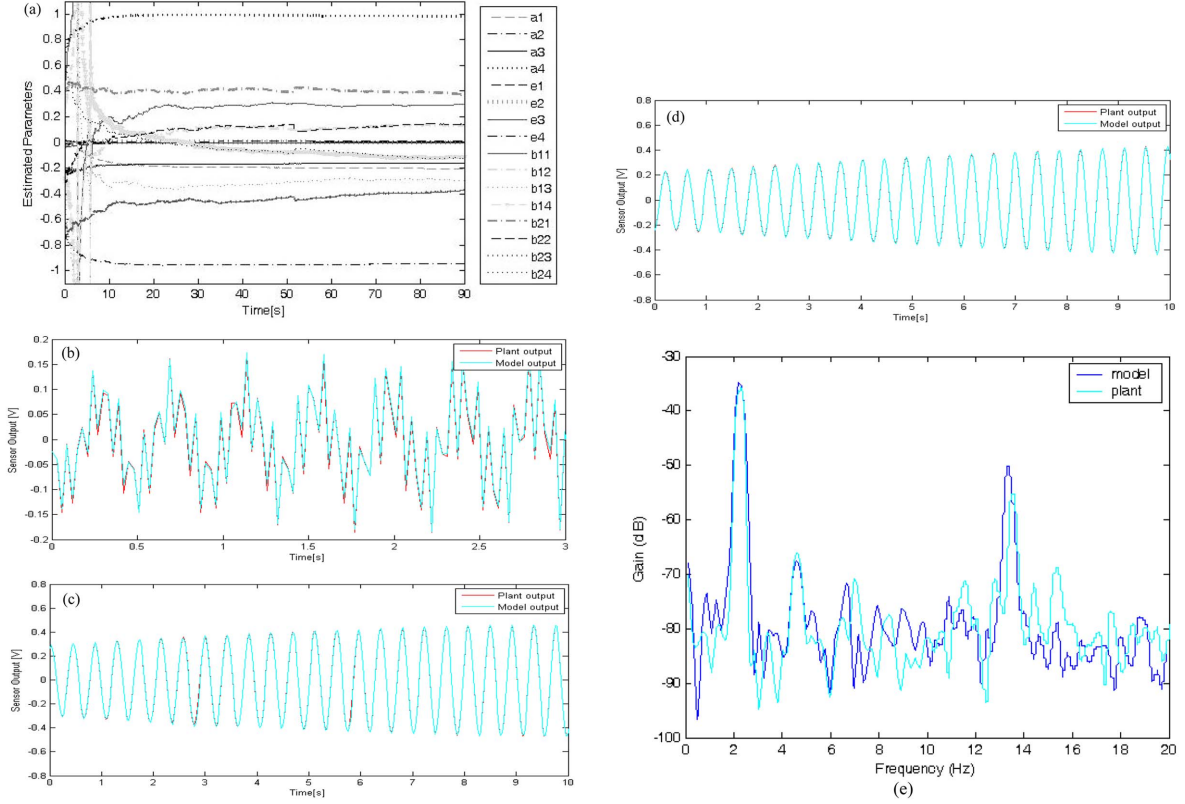 (a)
1
0.8
0.6
0.4
0.2
0
-0.2
-0.4
-0.6
-0.8
-1
Estimated Parameters
0 10 20 30 40 50 60 70 80 90
Time[s]
a1
a2
a3
a4
e1
e2
e3
e4
b11
b12
b13
b14
b21
b22
b23
b24
(b)
Plant output
Model output
0.2
0.15
0.1
0.05
0
-0.05
-0.1
-0.15
-0.2
Sensor Output [V]
0 0.5 1 1.5 2 2.5 3
Time[s]
(c)
Plant output
Model output
0.8
0.6
0.4
0.2
0
-0.2
-0.4
-0.6
-0.8
Sensor Output [V]
0 1 2 3 4 5 6 7 8 9 10
Time[s]
(d)
Plant output
Model output
0.8
0.6
0.4
0.2
0
-0.2
-0.4
-0.6
-0.8
Sensor Output [V]
0 1 2 3 4 5 6 7 8 9 10
Time[s]
model
plant
-30
-40
-50
-60
-70
-80
-90
-100
Gain (dB)
0 2 4 6 8 10 12 14 16 18 20
Frequency (Hz)
(e)